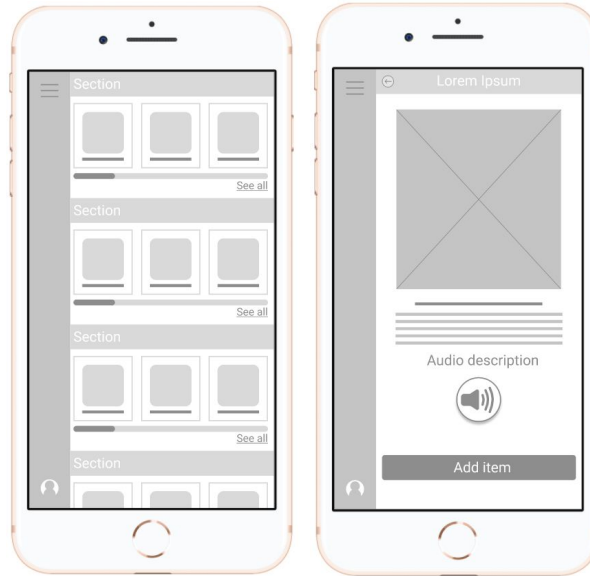 Section
See all
Section
See all
Section
See all
Section
Lorem Ipsum
Audio description
Add item